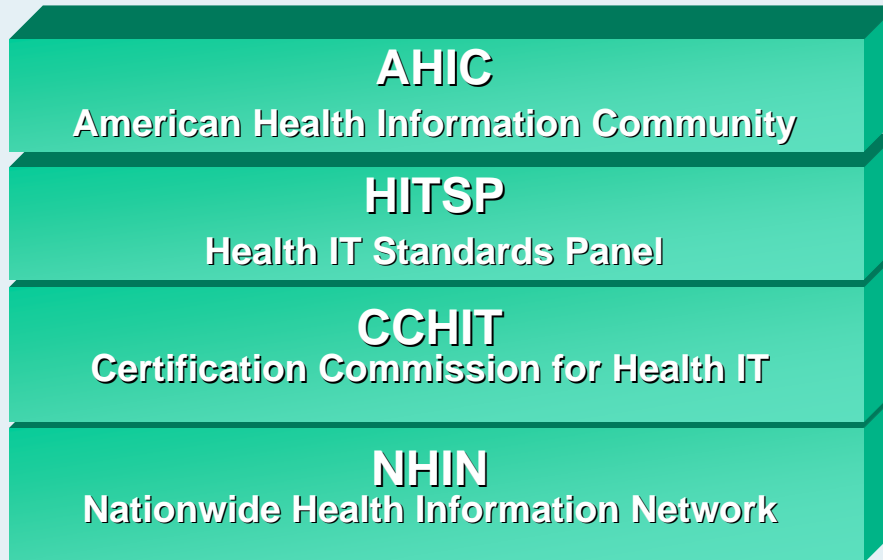 AHIC
American Health Information Community
HITSP
Health IT Standards Panel
CCHIT
Certification Commission for Health IT
NHIN
Nationwide Health Information Network